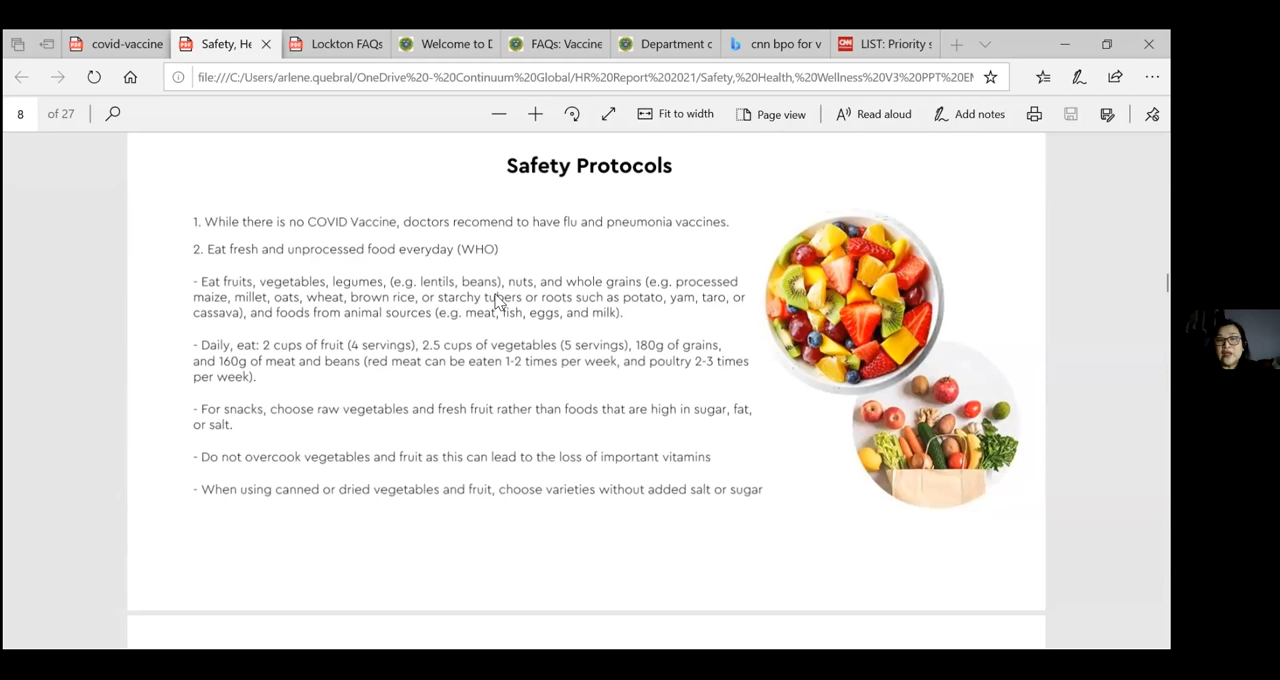 covid-vaccine
Safety, He
Lockton FAQs
Welcome to D
FAQs: Vaccine
Department o
cnn bpo for v
LIST: Priority s
file:///C:/Users/arlene.quebral/OneDrive%20-%20Continuum%20Global/HR%20Report%202021/Safety,%20Health,%20Wellness%20V3%20PPT%20EN
8 of 27
Fit to width
Page view
Read aloud
Add notes
Safety Protocols
1. While there is no COVID Vaccine, doctors recomend to have flu and pneumonia vaccines.
2. Eat fresh and unprocessed food everyday (WHO)
- Eat fruits, vegetables, legumes, (e.g. lentils, beans), nuts, and whole grains (e.g. processed
maize, millet, oats, wheat, brown rice, or starchy tubers or roots such as potato, yam, taro, or
cassava), and foods from animal sources (e.g. meat, fish, eggs, and milk).
- Daily, eat: 2 cups of fruit (4 servings), 2.5 cups of vegetables (5 servings), 180g of grains,
and 160g of meat and beans (red meat can be eaten 1-2 times per week, and poultry 2-3 times
per week).
- For snacks, choose raw vegetables and fresh fruit rather than foods that are high in sugar, fat,
or salt.
- Do not overcook vegetables and fruit as this can lead to the loss of important vitamins
- When using canned or dried vegetables and fruit, choose varieties without added salt or sugar